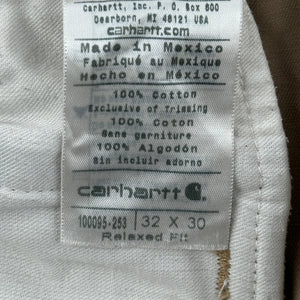 Carhartt, Inc. P.O. Box 600
Dearborn, MI 48121 USA
carhartt.com
Made in Mexico
Fabriqué au Mexique
Hecho en México
100% Cotton
Exclusive of Trimming
100% Coton
Sans garniture
100% Algodón
Sin incluir adorno
carhartt
100095-253 32 X 30
Relaxed Fit